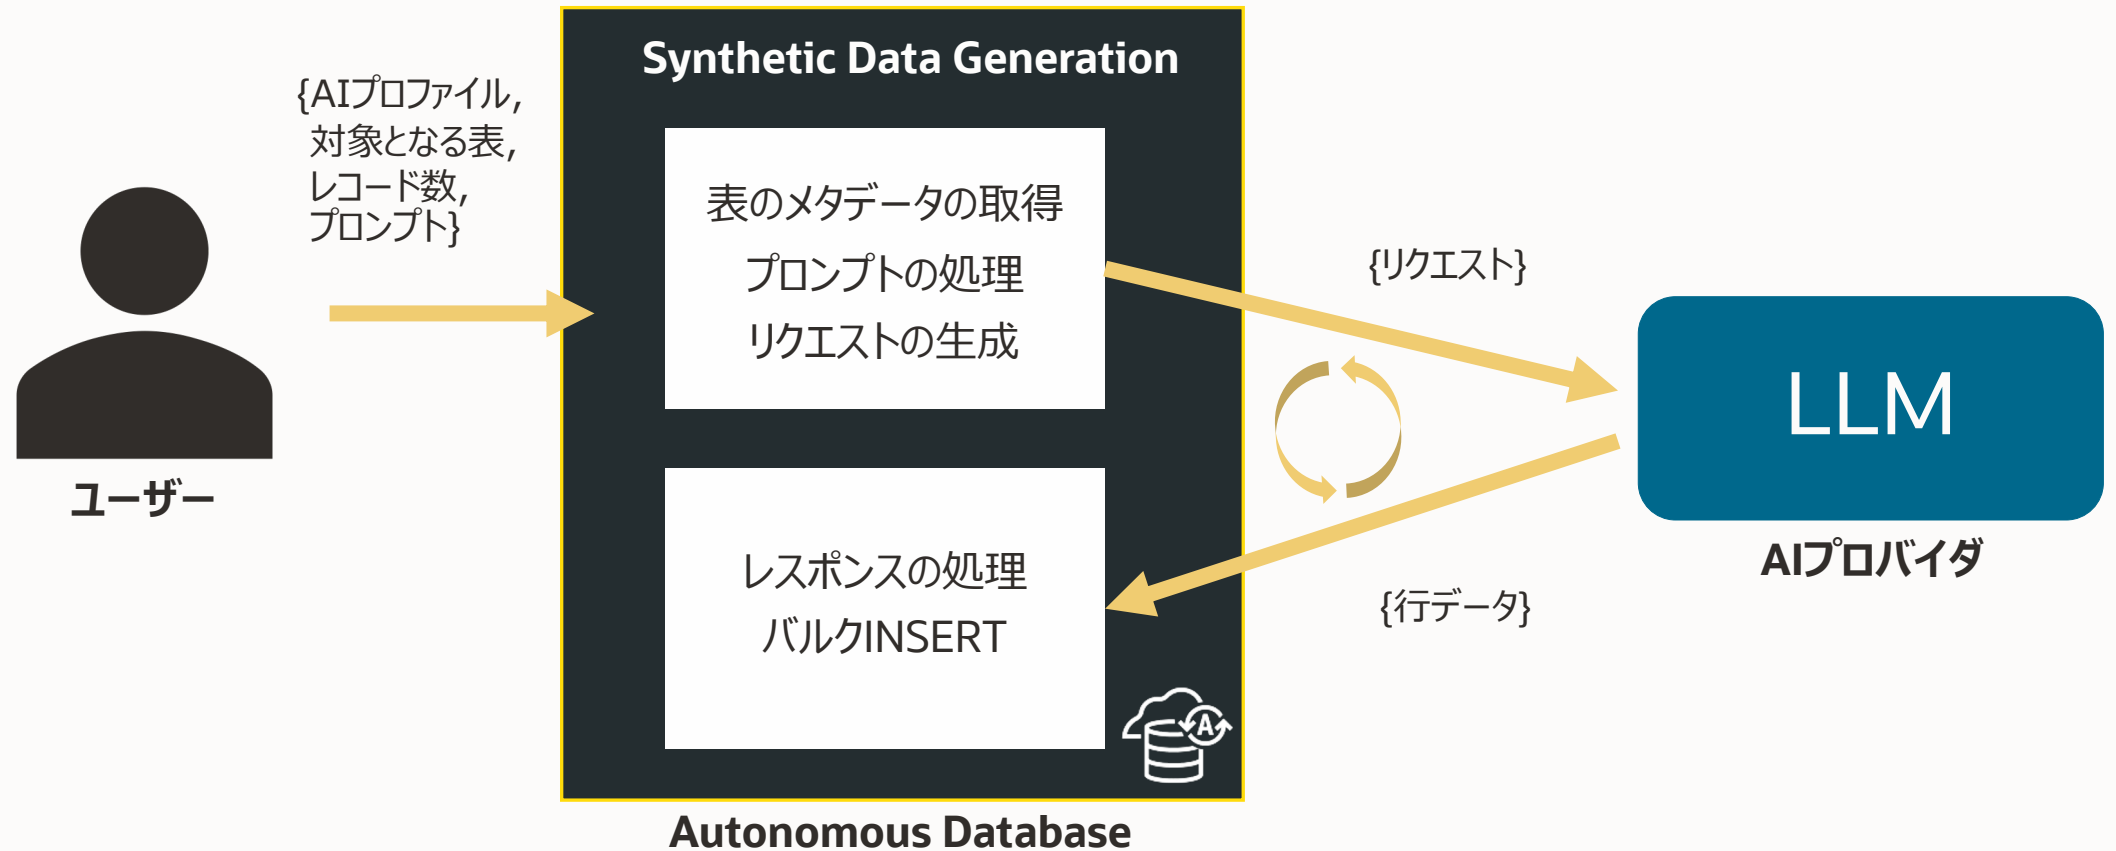 Synthetic Data Generation
{AIプロファイル,
対象となる表,
レコード数,
プロンプト}
ユーザー
表のメタデータの取得
プロンプトの処理
リクエストの生成
{リクエスト}
LLM
AIプロバイダ
レスポンスの処理
バルクINSERT
{行データ}
A
Autonomous Database